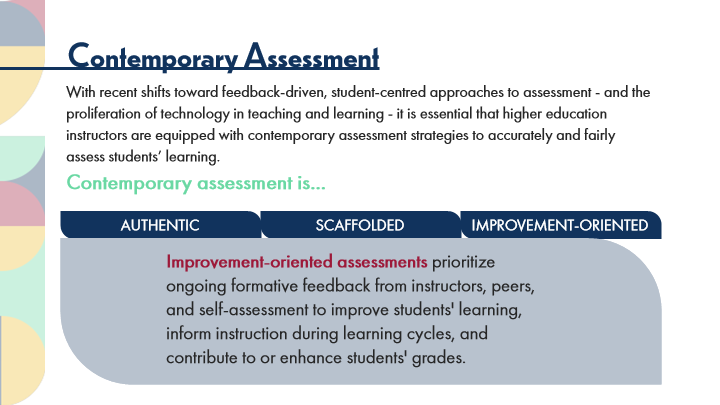 Contemporary Assessment
With recent shifts toward feedback-driven, student-centred approaches to assessment - and the
proliferation of technology in teaching and learning - it is essential that higher education
instructors are equipped with contemporary assessment strategies to accurately and fairly
assess students’ learning.
Contemporary assessment is...
AUTHENTIC SCAFFOLDED IMPROVEMENT-ORIENTED
Improvement-oriented assessments prioritize
ongoing formative feedback from instructors, peers,
and self-assessment to improve students' learning,
inform instruction during learning cycles, and
contribute to or enhance students' grades.